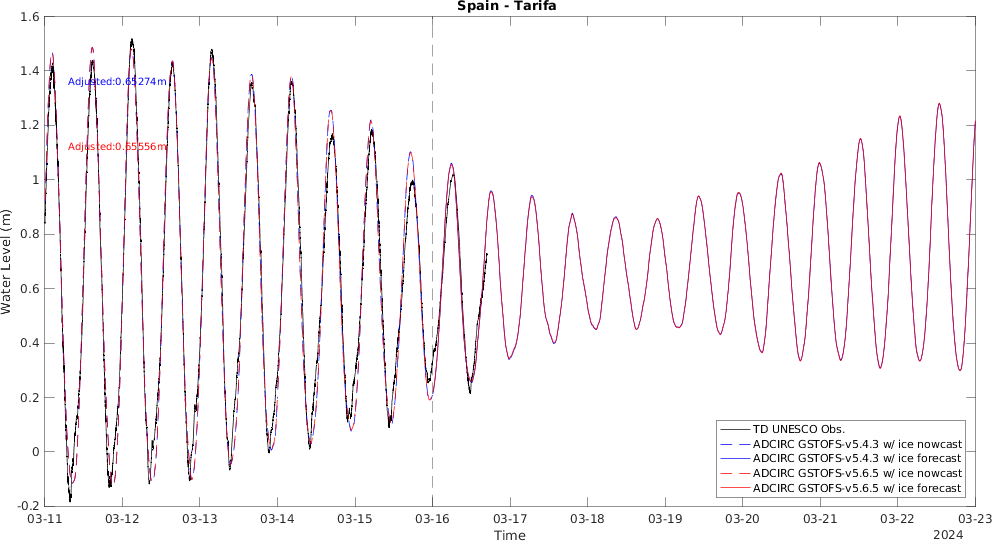 Spain - Tarifa
1.6
1.4
1.2
1
0.8
0.6
0.4
0.2
0
-0.2
Water Level (m)
Adjusted:0.65274m
Adjusted:0.65556m
TD UNESCO Obs.
ADCIRC GSTOFS-v5.4.3 w/ ice nowcast
ADCIRC GSTOFS-v5.4.3 w/ ice forecast
ADCIRC GSTOFS-v5.6.5 w/ ice nowcast
ADCIRC GSTOFS-v5.6.5 w/ ice forecast
03-11 03-12 03-13 03-14 03-15 03-16 03-17 03-18 03-19 03-20 03-21 03-22 03-23
Time
2024